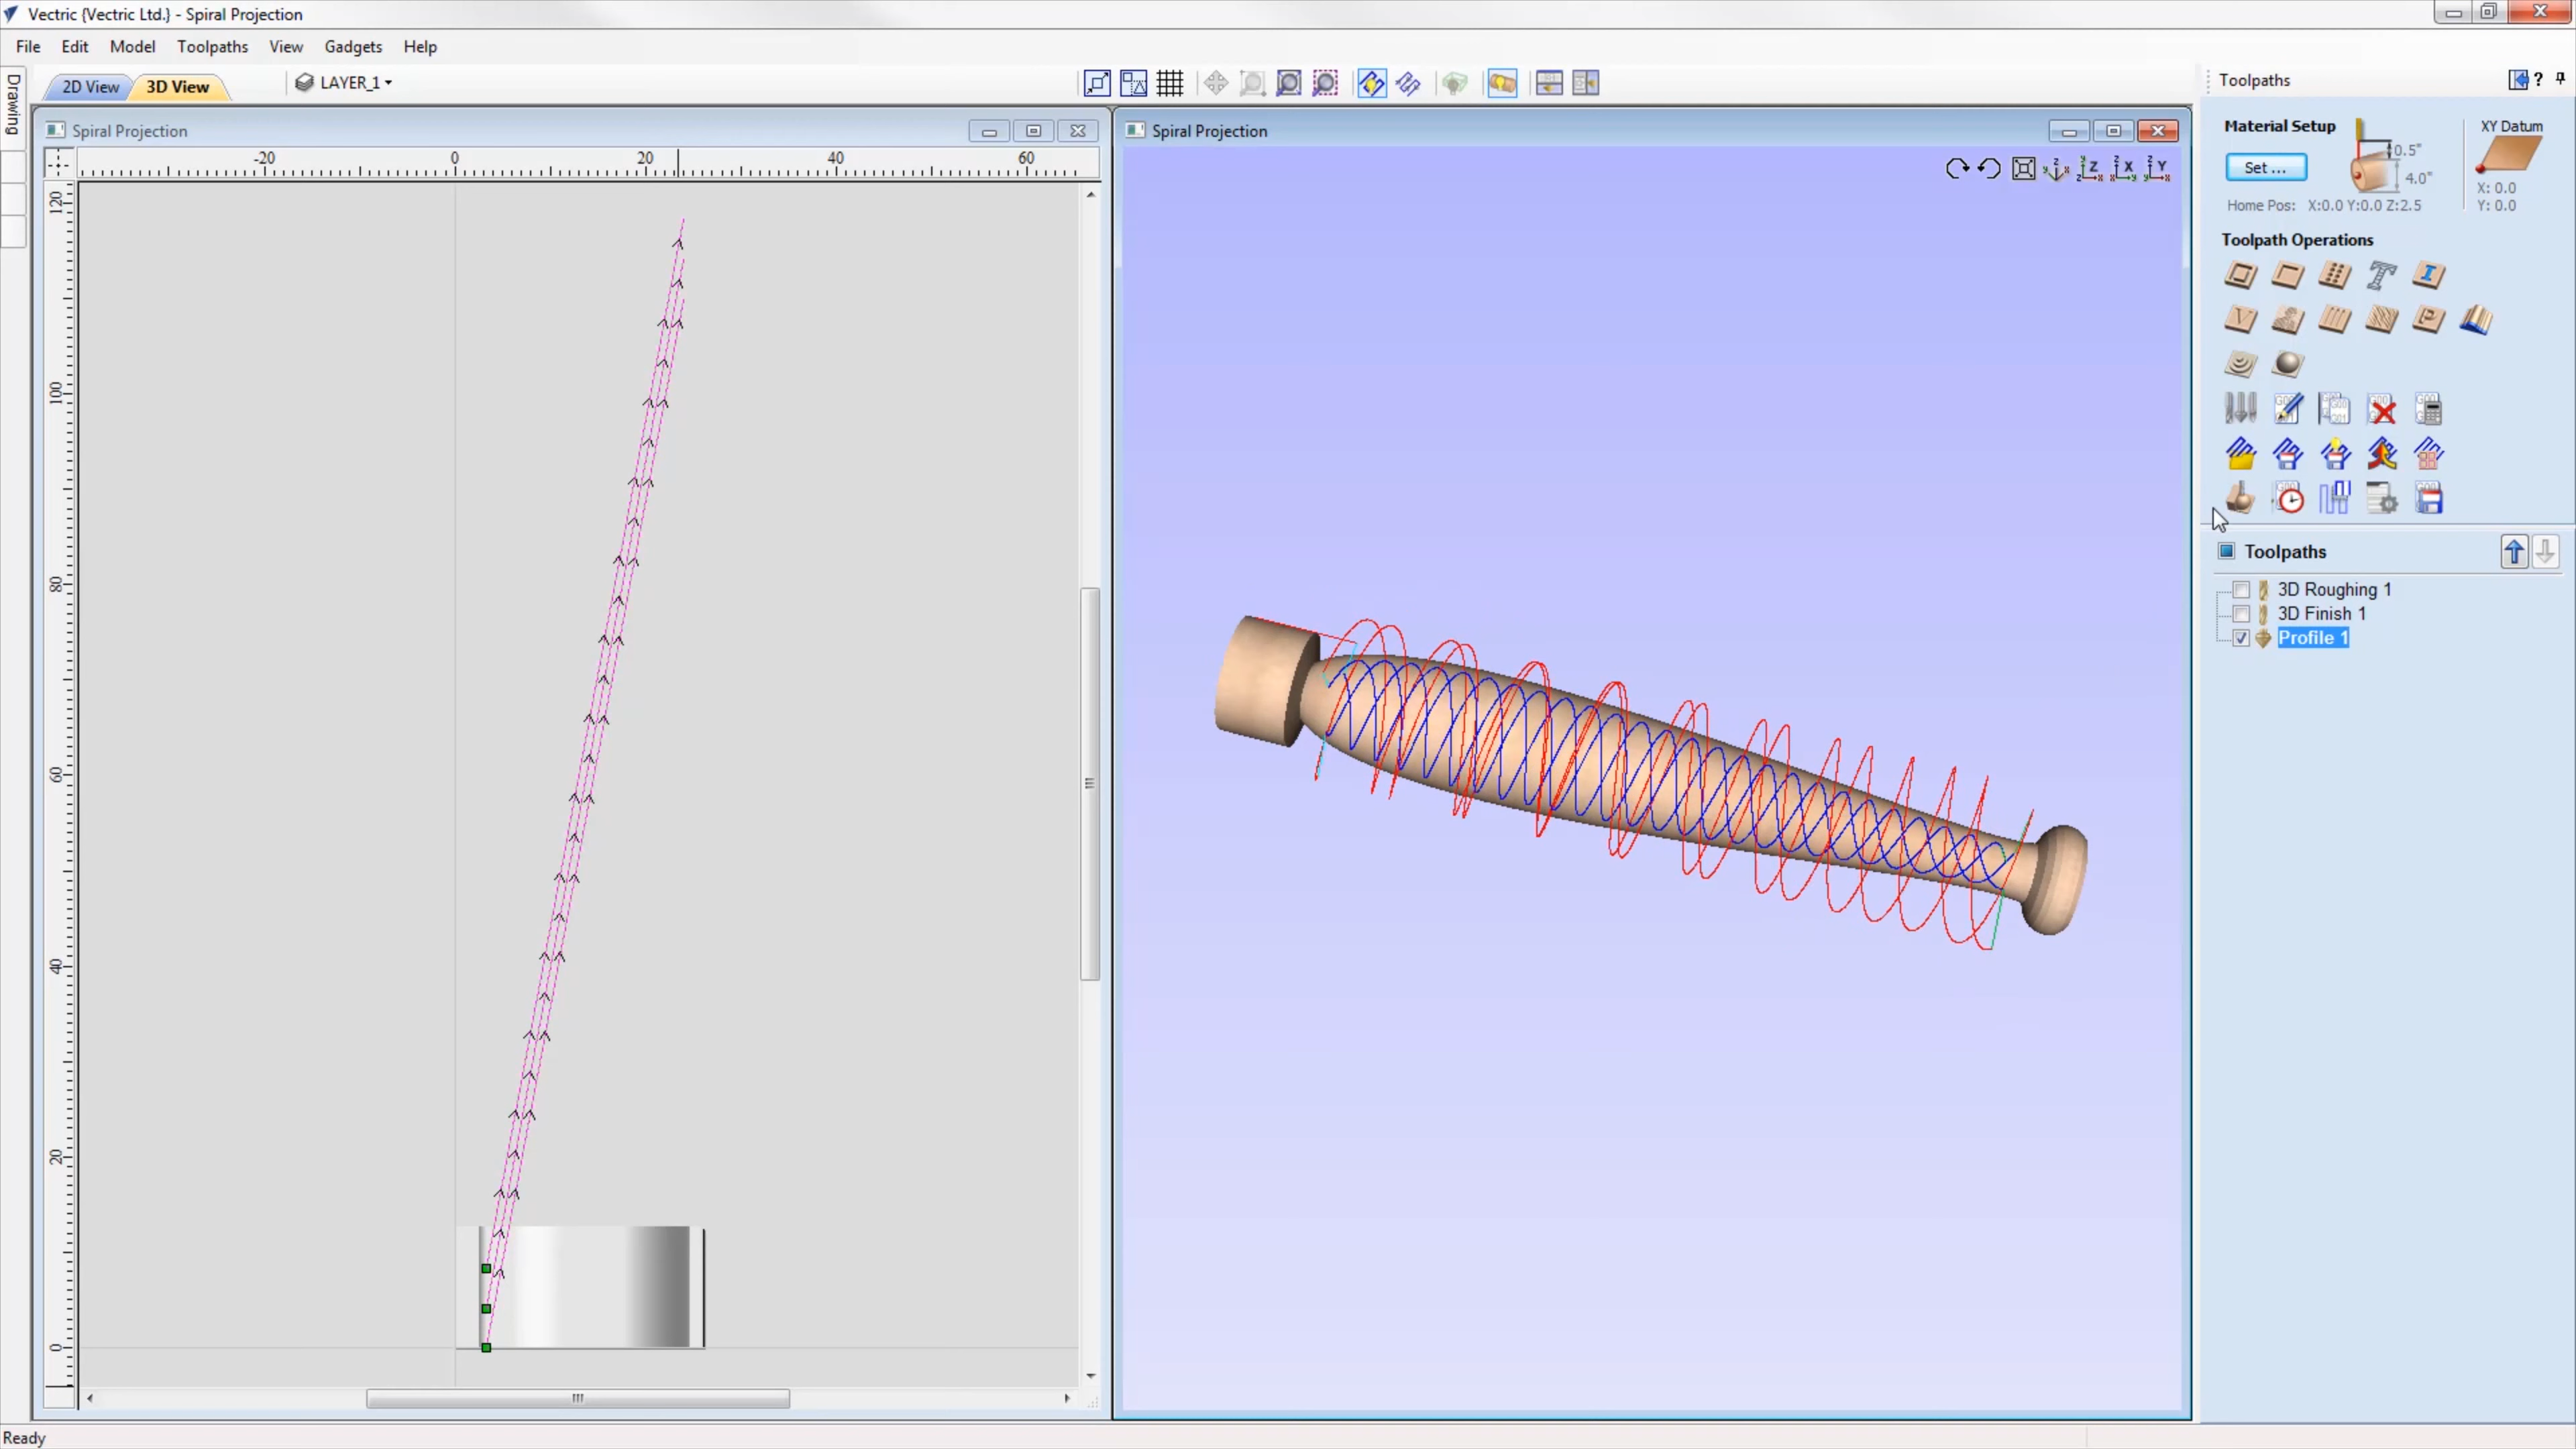 Vectric {Vectric Ltd.} - Spiral Projection
File Edit Model Toolpaths View Gadgets Help
Drawing
2D View 3D View LAYER_1
Toolpaths ?
Spiral Projection
-20 0 20 40 60
120
100
80
60
40
20
0
Spiral Projection
Material Setup
Set ...
0.5"
4.0"
Home Pos: X:0.0 Y:0.0 Z:2.5
XY Datum
X: 0.0
Y: 0.0
Toolpath Operations
Toolpaths
3D Roughing 1
3D Finish 1
Profile 1
Ready